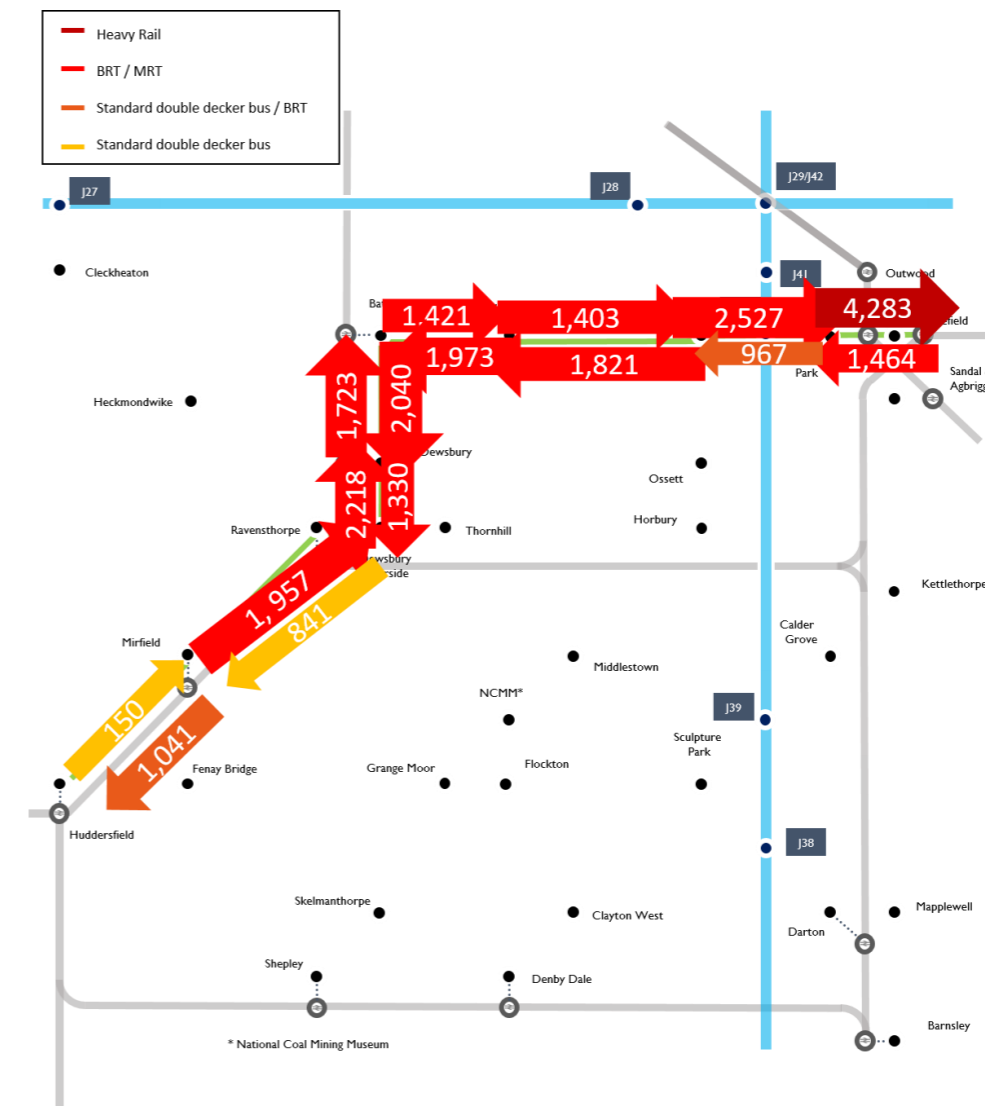 Heavy Rail
BRT / MRT
Standard double decker bus / BRT
Standard double decker bus
J27
J28
J29/J42
Cleckheaton
J41
Outwood
1,421
1,403
2,527
4,283
1,973
1,821
967
1,464
Park
Sandal
Agbrigg
Heckmondwike
1,723
2,040
Dewsbury
Ossett
2,218
1,330
Ravensthorpe
Thornhill
Horbury
1, 957
841
Kettlethorpe
Mirfield
Calder
Grove
Middlestown
150
1,041
NCMM*
J39
Sculpture
Park
Fenay Bridge
Grange Moor
Flockton
Huddersfield
J38
Skelmanthorpe
Clayton West
Mapplewell
Darton
Shepley
Denby Dale
Barnsley
* National Coal Mining Museum